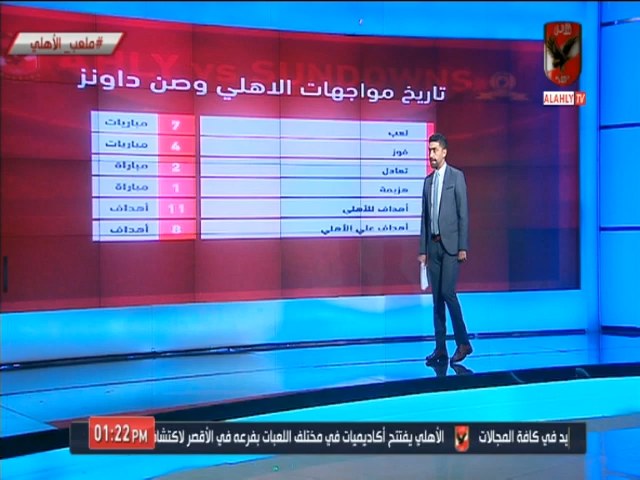 #ملعب_الأهلي
ALAHLY TV
تاريخ مواجهات الاهلي وصن داونز
لعب 7 مباريات
فوز 4 مباريات
تعادل 2 مباراة
هزيمة 1 مباراة
أهداف للأهلى 11 أهداف
أهداف علي الأهلي 8 أهداف
يد في كافة المجالات الأهلي يفتتح أكاديميات في مختلف اللعبات بفرعه في الأقصر لاكتشا
01:22 PM